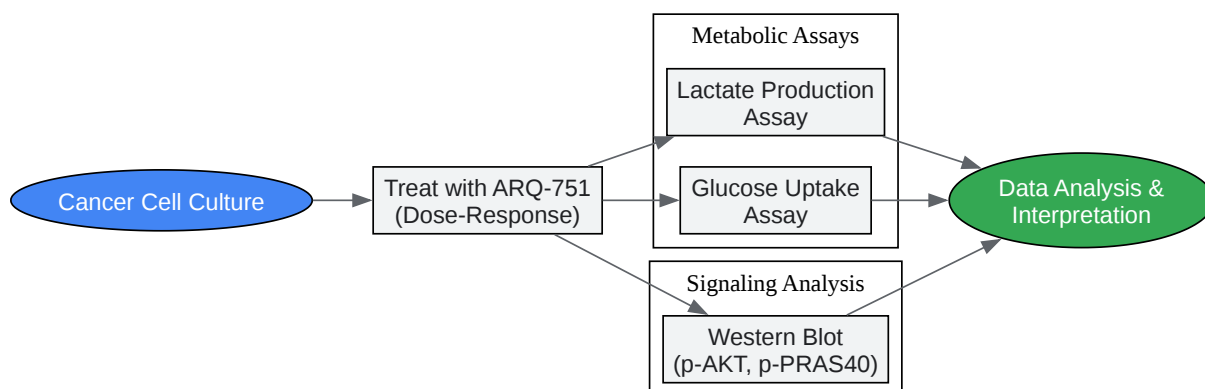 Cancer Cell Culture
Treat with ARQ-751
(Dose-Response)
Metabolic Assays
Lactate Production
Assay
Glucose Uptake
Assay
Signaling Analysis
Western Blot
(p-AKT, p-PRAS40)
Data Analysis &
Interpretation